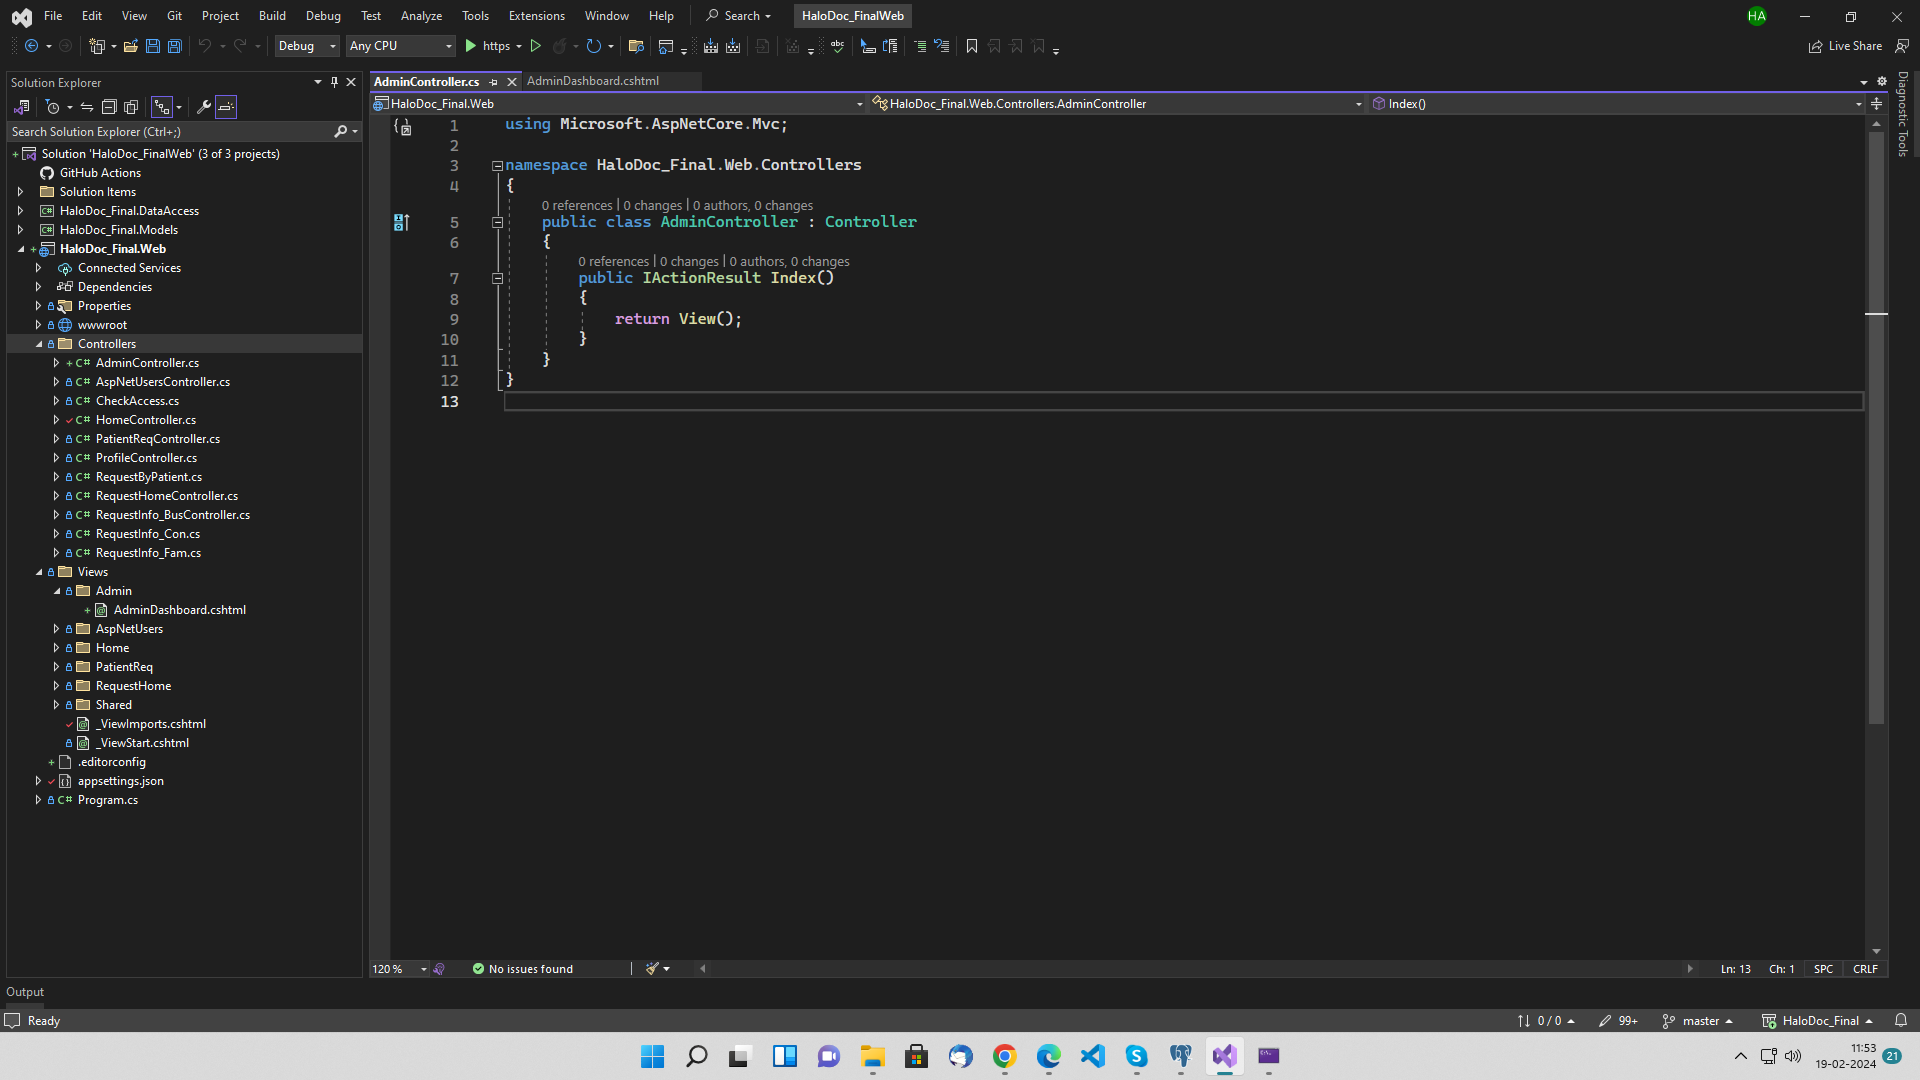 File Edit View Git Project Build Debug Test Analyze Tools Extensions Window Help Search HaloDoc_FinalWeb HA
Debug Any CPU https Live Share
Solution Explorer
Search Solution Explorer (Ctrl+;)
Solution 'HaloDoc_FinalWeb' (3 of 3 projects)
GitHub Actions
Solution Items
HaloDoc_Final.DataAccess
HaloDoc_Final.Models
HaloDoc_Final.Web
Connected Services
Dependencies
Properties
wwwroot
Controllers
C# AdminController.cs
C# AspNetUsersController.cs
C# CheckAccess.cs
C# HomeController.cs
C# PatientReqController.cs
C# ProfileController.cs
C# RequestByPatient.cs
C# RequestHomeController.cs
C# RequestInfo_BusController.cs
C# RequestInfo_Con.cs
C# RequestInfo_Fam.cs
Views
Admin
AdminDashboard.cshtml
AspNetUsers
Home
PatientReq
RequestHome
Shared
_ViewImports.cshtml
_ViewStart.cshtml
.editorconfig
appsettings.json
C# Program.cs
AdminController.cs AdminDashboard.cshtml
HaloDoc_Final.Web HaloDoc_Final.Web.Controllers.AdminController Index()
1 using Microsoft.AspNetCore.Mvc;
2
3 namespace HaloDoc_Final.Web.Controllers
4 {
0 references | 0 changes | 0 authors, 0 changes
5 public class AdminController : Controller
6 {
0 references | 0 changes | 0 authors, 0 changes
7 public IActionResult Index()
8 {
9 return View();
10 }
11 }
12 }
13
Diagnostic Tools
120 % No issues found Ln: 13 Ch: 1 SPC CRLF
Output
Ready 0 / 0 99+ master HaloDoc_Final
11:53
19-02-2024 21